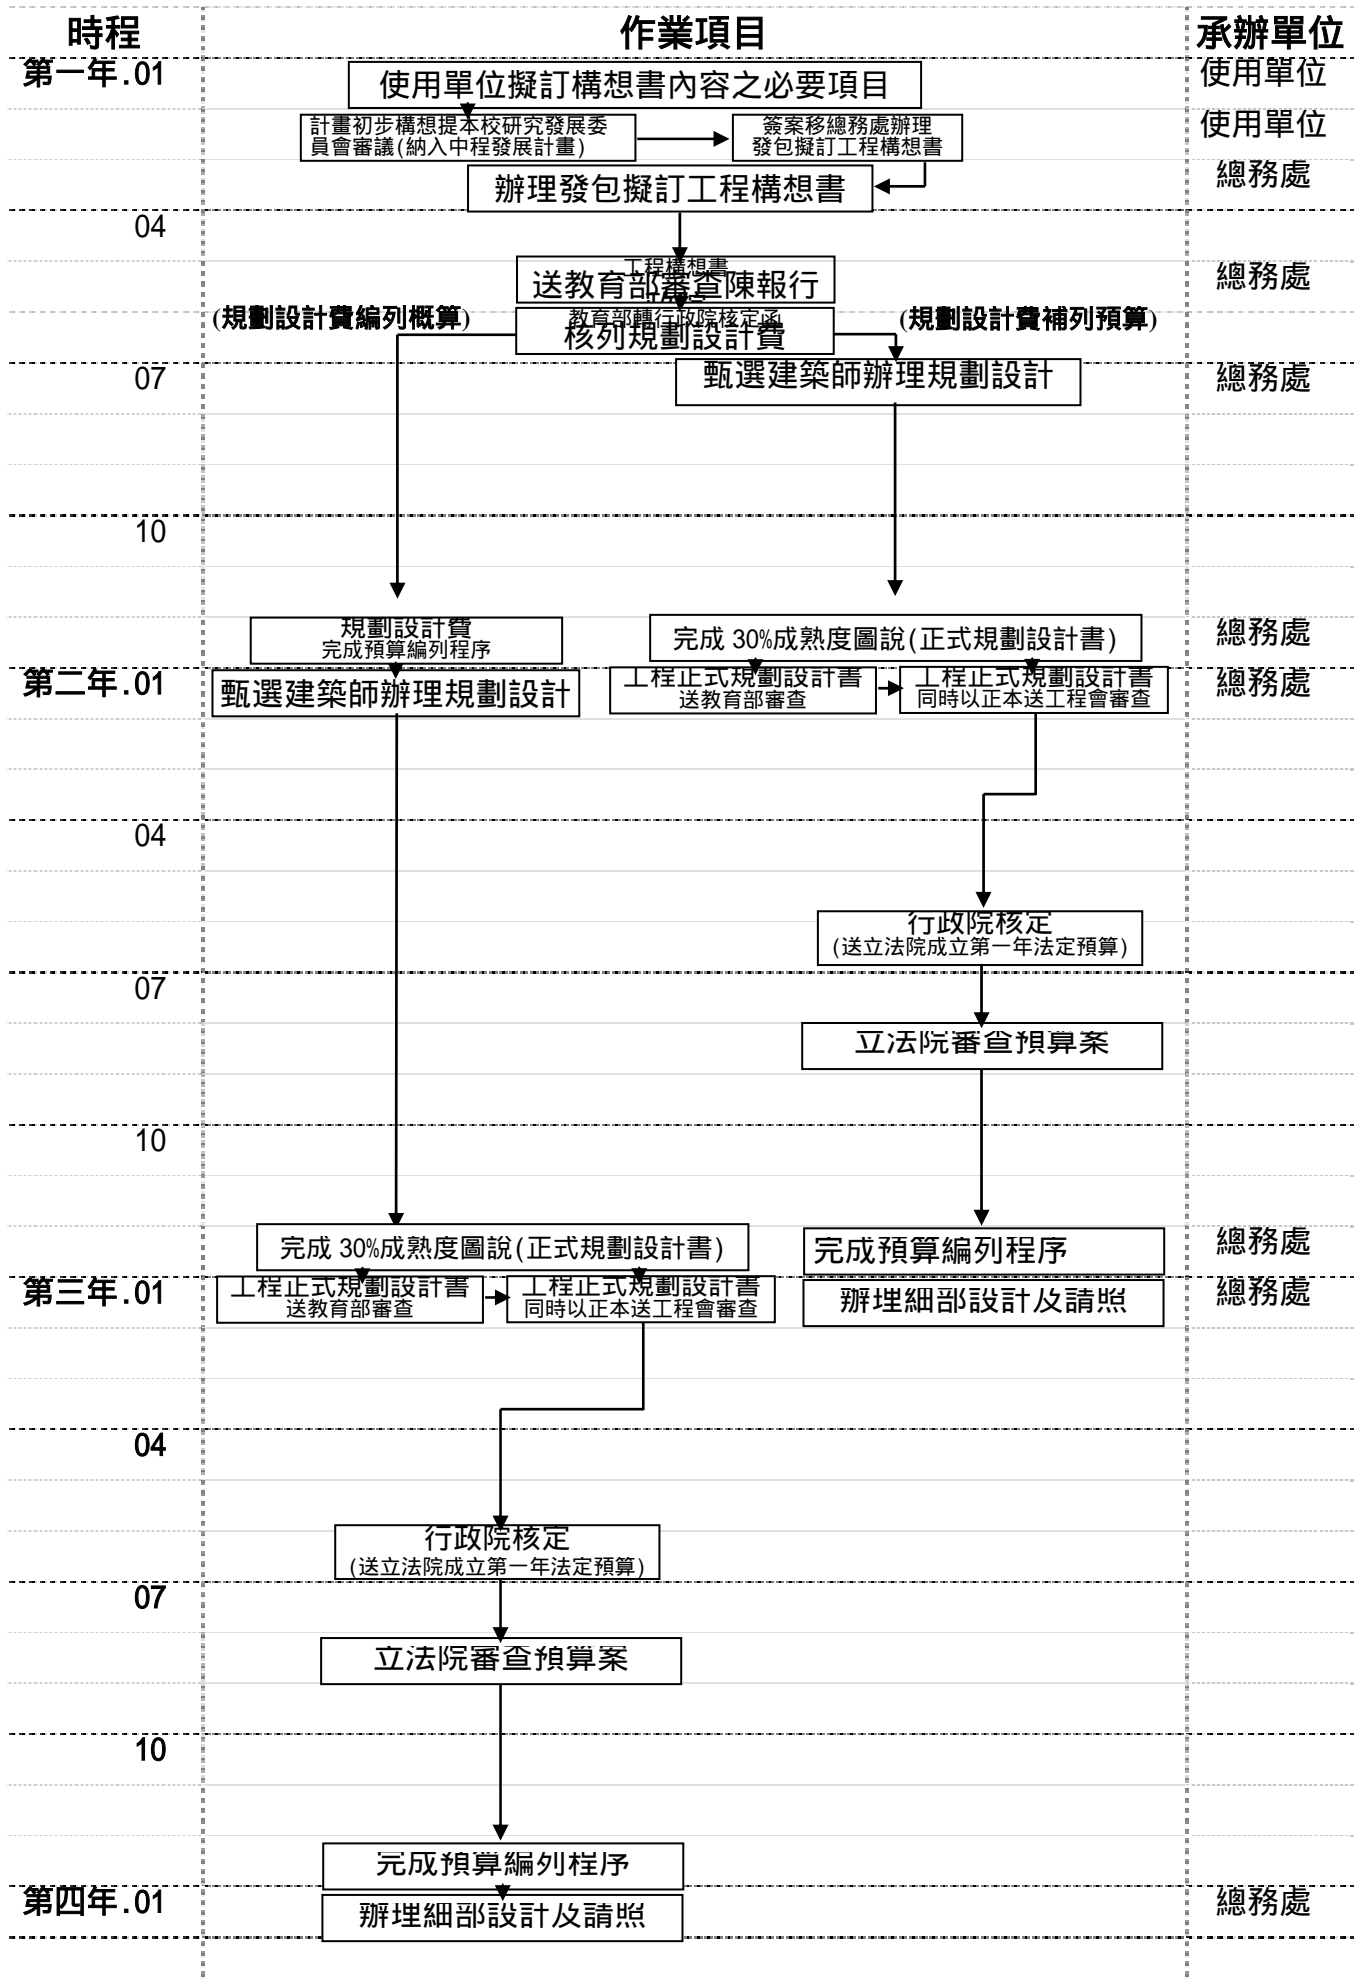 時程 作業項目 承辦單位
第一年.01 使用單位擬訂構想書內容之必要項目 使用單位
計畫初步構想提本校研究發展委
員會審議(納入中程發展計畫)
簽案移總務處辦理
發包擬訂工程構想書
使用單位
辦理發包擬訂工程構想書 總務處
04
工程構想書
送教育部審查陳報行 總務處
(規劃設計費編列概算)
教育部轉行政院核定函
核列規劃設計費
(規劃設計費補列預算)
07 甄選建築師辦理規劃設計 總務處
10
規劃設計費
完成預算編列程序
完成 30%成熟度圖說(正式規劃設計書) 總務處
第二年.01 甄選建築師辦理規劃設計
工程正式規劃設計書
送教育部審查
工程正式規劃設計書
同時以正本送工程會審查
總務處
04
行政院核定
(送立法院成立第一年法定預算)
07
立法院審查預算案
10
完成 30%成熟度圖說(正式規劃設計書) 完成預算編列程序 總務處
第三年.01
工程正式規劃設計書
送教育部審查
工程正式規劃設計書
同時以正本送工程會審查
辦理細部設計及請照 總務處
04
行政院核定
(送立法院成立第一年法定預算)
07
立法院審查預算案
10
完成預算編列程序
第四年.01 辦理細部設計及請照 總務處